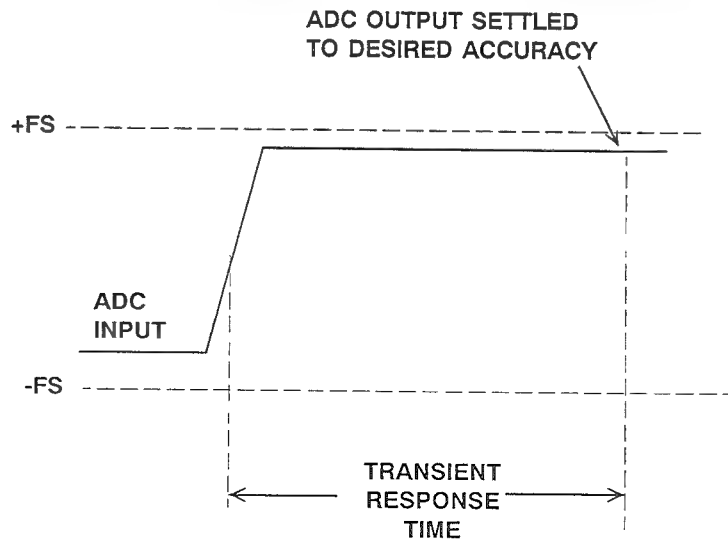 ADC OUTPUT SETTLED
TO DESIRED ACCURACY
+FS
ADC
INPUT
-FS
TRANSIENT
RESPONSE
TIME